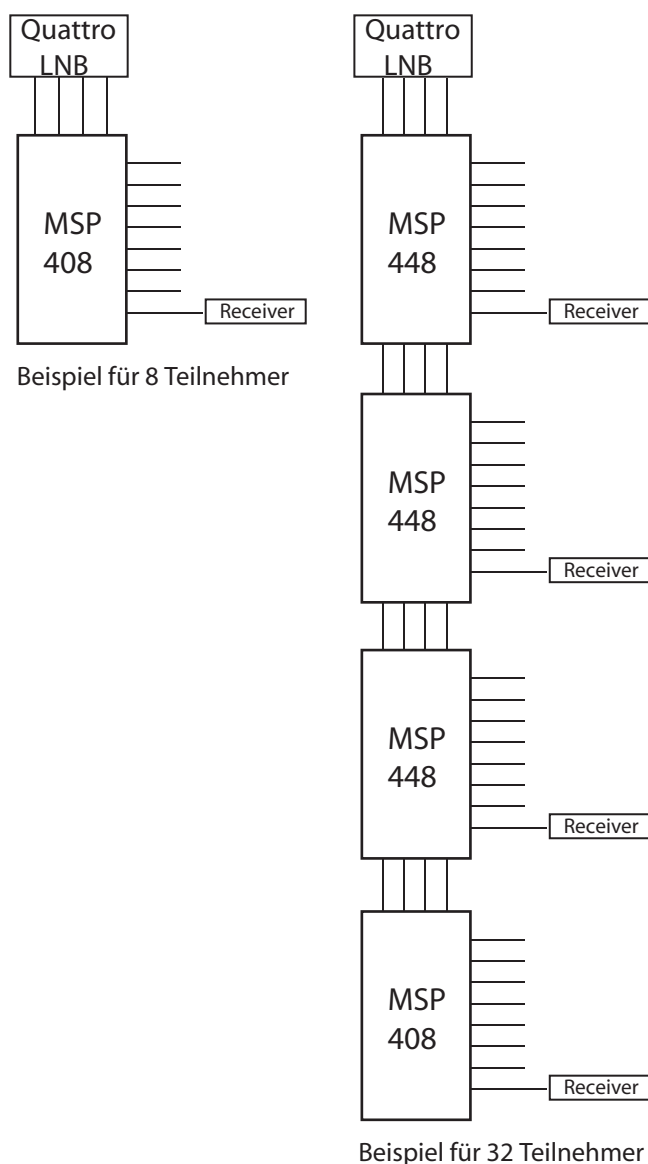 Quattro
LNB
MSP
408
Receiver
Beispiel für 8 Teilnehmer
Quattro
LNB
MSP
448
Receiver
MSP
448
Receiver
MSP
448
Receiver
MSP
408
Receiver
Beispiel für 32 Teilnehmer